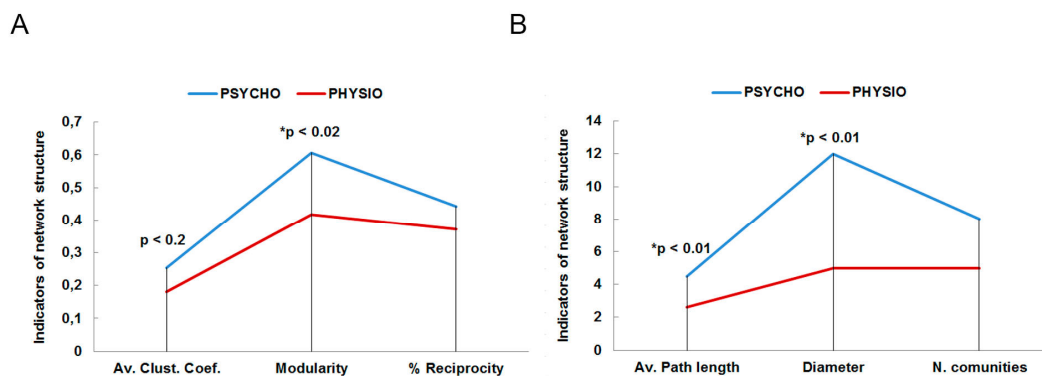 A
PSYCHO PHYSIO
Indicators of network structure
0,7
0,6
0,5
0,4
0,3
0,2
0,1
0
p < 0.2
*p < 0.02
Av. Clust. Coef. Modularity % Reciprocity
B
PSYCHO PHYSIO
Indicators of network structure
14
12
10
8
6
4
2
0
*p < 0.01
*p < 0.01
Av. Path length Diameter N. comunities